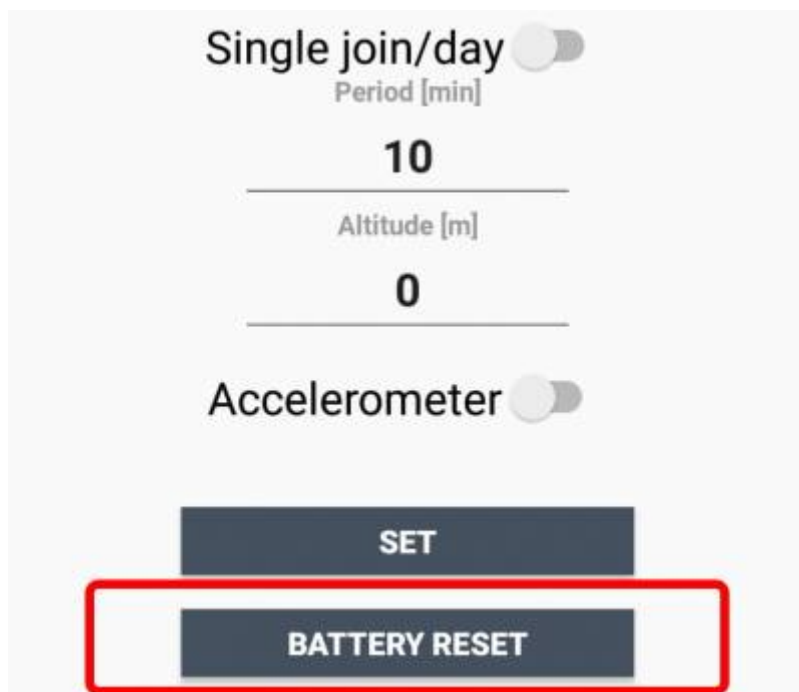 Single join/day
Period [min]
10
Altitude [m]
0
Accelerometer
SET
BATTERY RESET